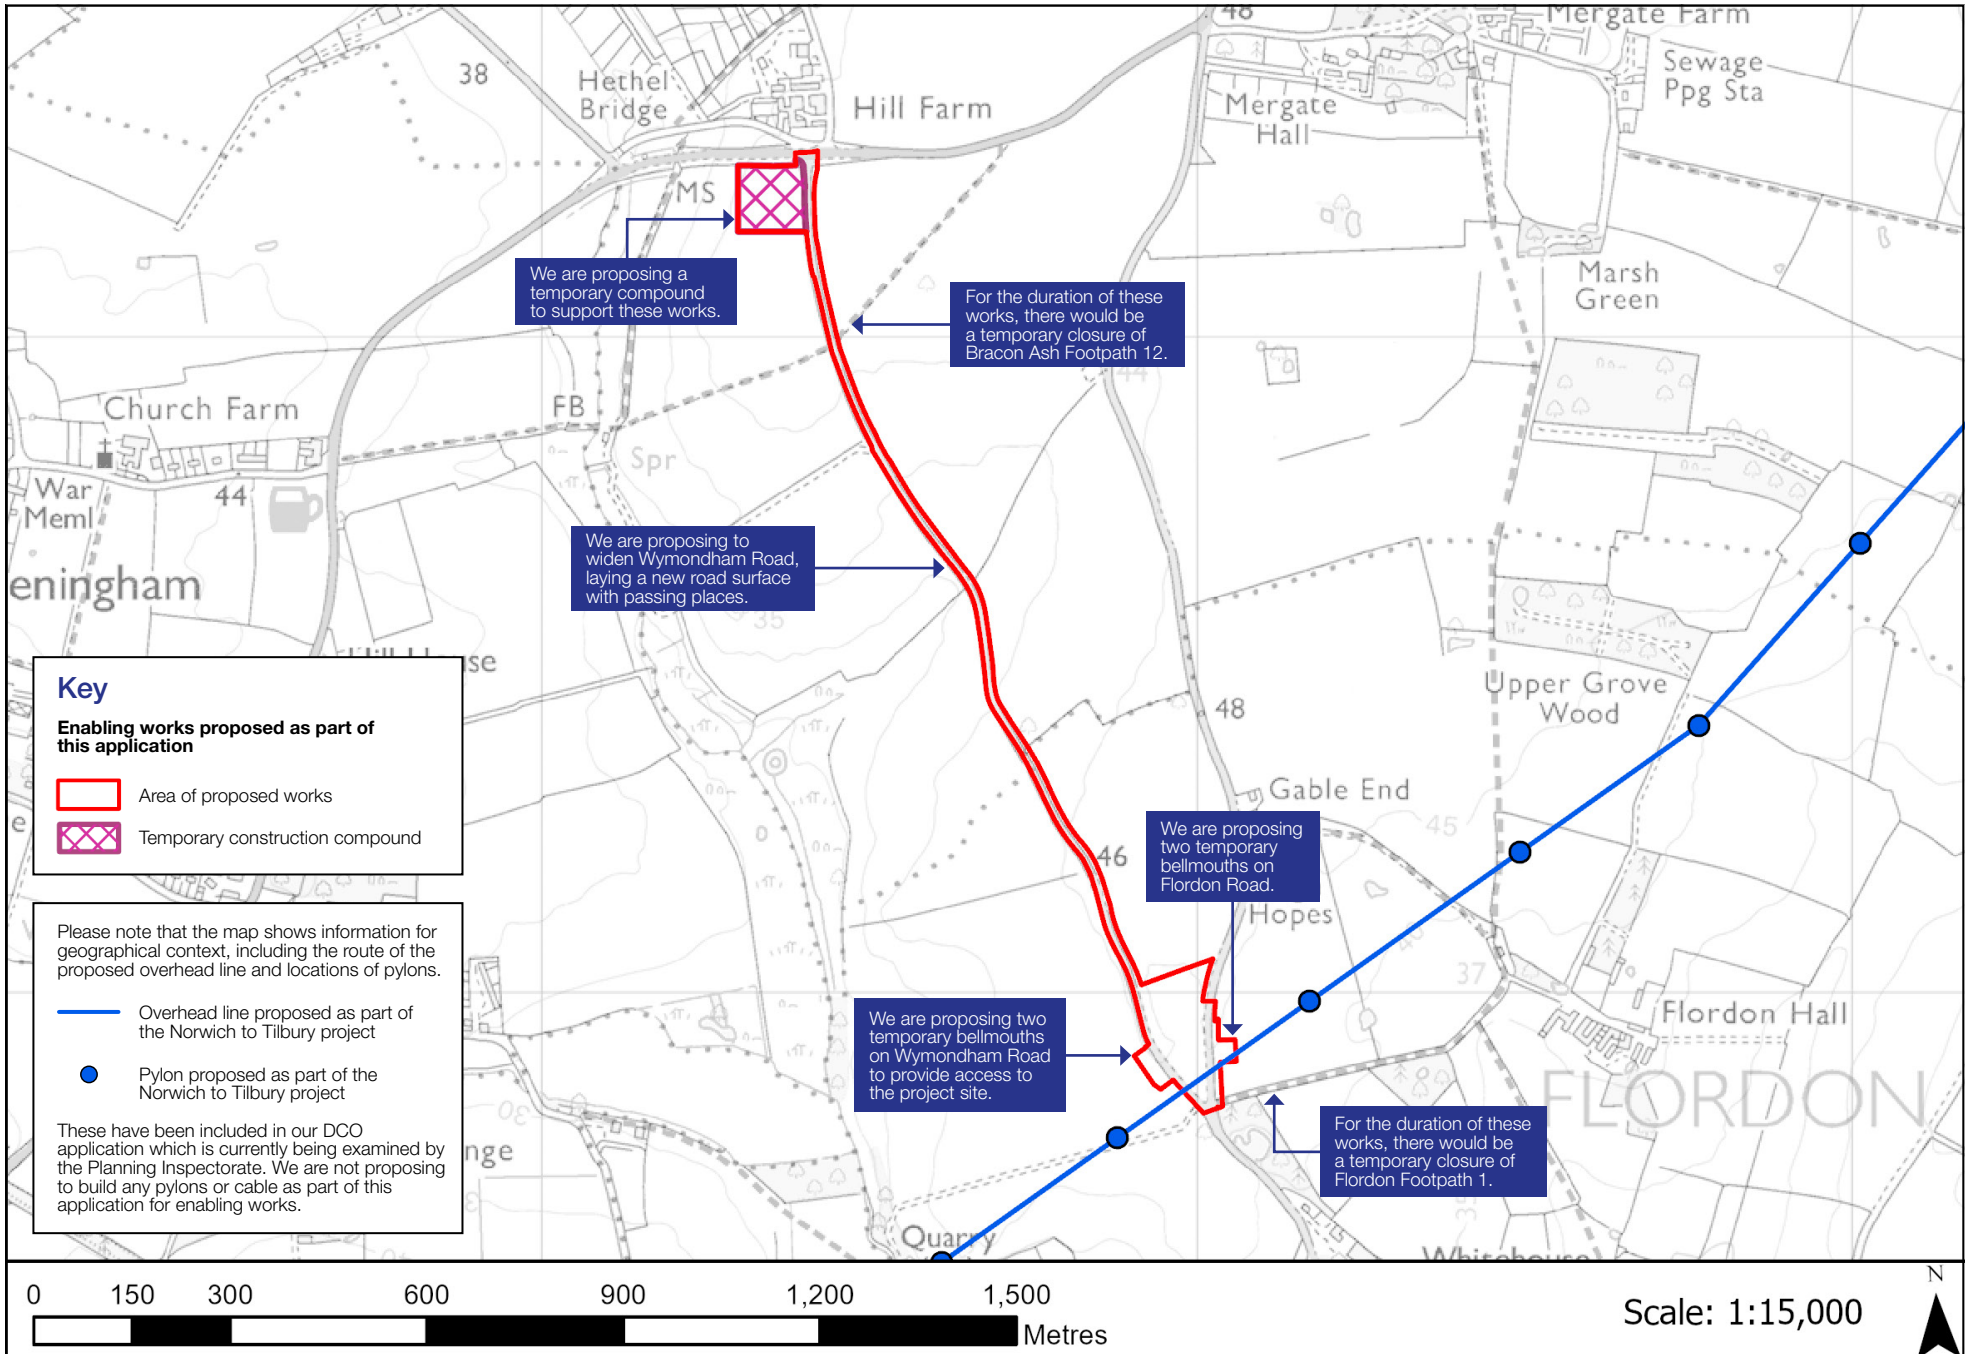 48
Mergate Farm
38
Hethel
Bridge
Hill Farm
Sewage
Ppg Sta
Mergate
Hall
MS
We are proposing a
temporary compound
to support these works.
For the duration of these
works, there would be
a temporary closure of
Bracon Ash Footpath 12.
Marsh
Green
44
Church Farm
FB
Spr
War
Meml
44
We are proposing to
widen Wymondham Road,
laying a new road surface
with passing places.
35
eningham
Hill House
Upper Grove
Wood
48
Gable End
45
46
We are proposing
two temporary
bellmouths on
Flordon Road.
Hopes
37
Flordon Hall
We are proposing two
temporary bellmouths
on Wymondham Road
to provide access to
the project site.
FLORDON
For the duration of these
works, there would be
a temporary closure of
Flordon Footpath 1.
30
nge
Quarry
Whitehouse
Key
Enabling works proposed as part of
this application
Area of proposed works
Temporary construction compound
e
Please note that the map shows information for
geographical context, including the route of the
proposed overhead line and locations of pylons.
Overhead line proposed as part of
the Norwich to Tilbury project
Pylon proposed as part of the
Norwich to Tilbury project
These have been included in our DCO
application which is currently being examined by
the Planning Inspectorate. We are not proposing
to build any pylons or cable as part of this
application for enabling works.
0 150 300 600 900 1,200 1,500
Metres
Scale: 1:15,000
N